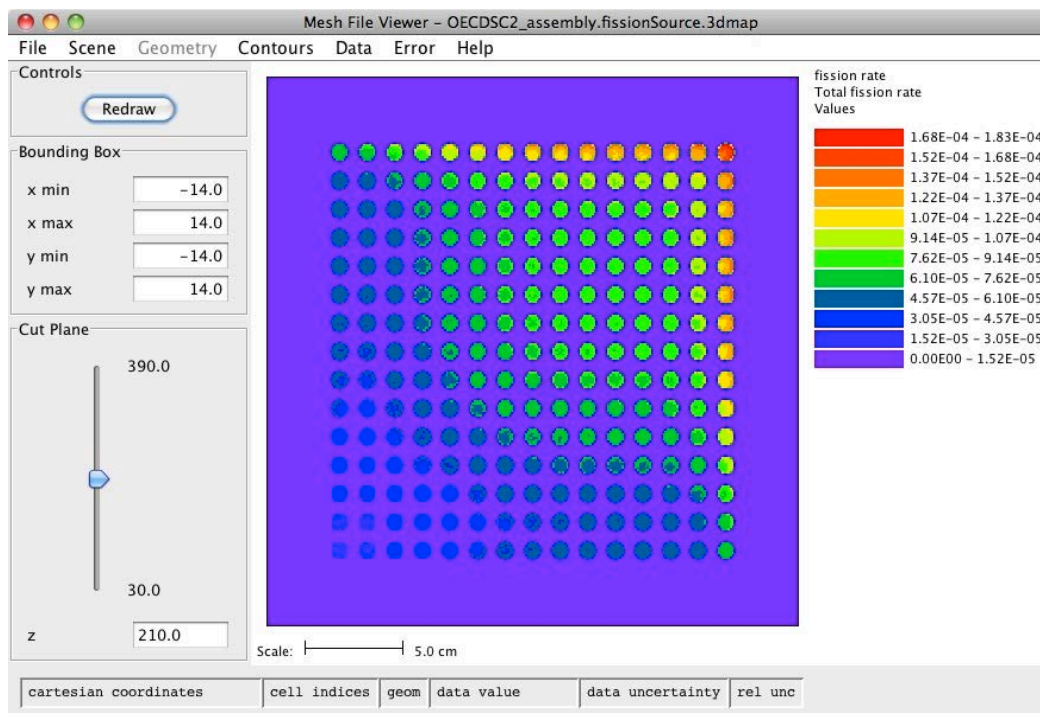 Mesh File Viewer – OECDSC2_assembly.fissionSource.3dmap
File Scene Geometry Contours Data Error Help
Controls
Redraw
Bounding Box
x min -14.0
x max 14.0
y min -14.0
y max 14.0
Cut Plane
390.0
30.0
z 210.0
Scale: 5.0 cm
fission rate
Total fission rate
Values
1.68E-04 - 1.83E-04
1.52E-04 - 1.68E-04
1.37E-04 - 1.52E-04
1.22E-04 - 1.37E-04
1.07E-04 - 1.22E-04
9.14E-05 - 1.07E-04
7.62E-05 - 9.14E-05
6.10E-05 - 7.62E-05
4.57E-05 - 6.10E-05
3.05E-05 - 4.57E-05
1.52E-05 - 3.05E-05
0.00E00 - 1.52E-05
cartesian coordinates cell indices geom data value data uncertainty rel unc